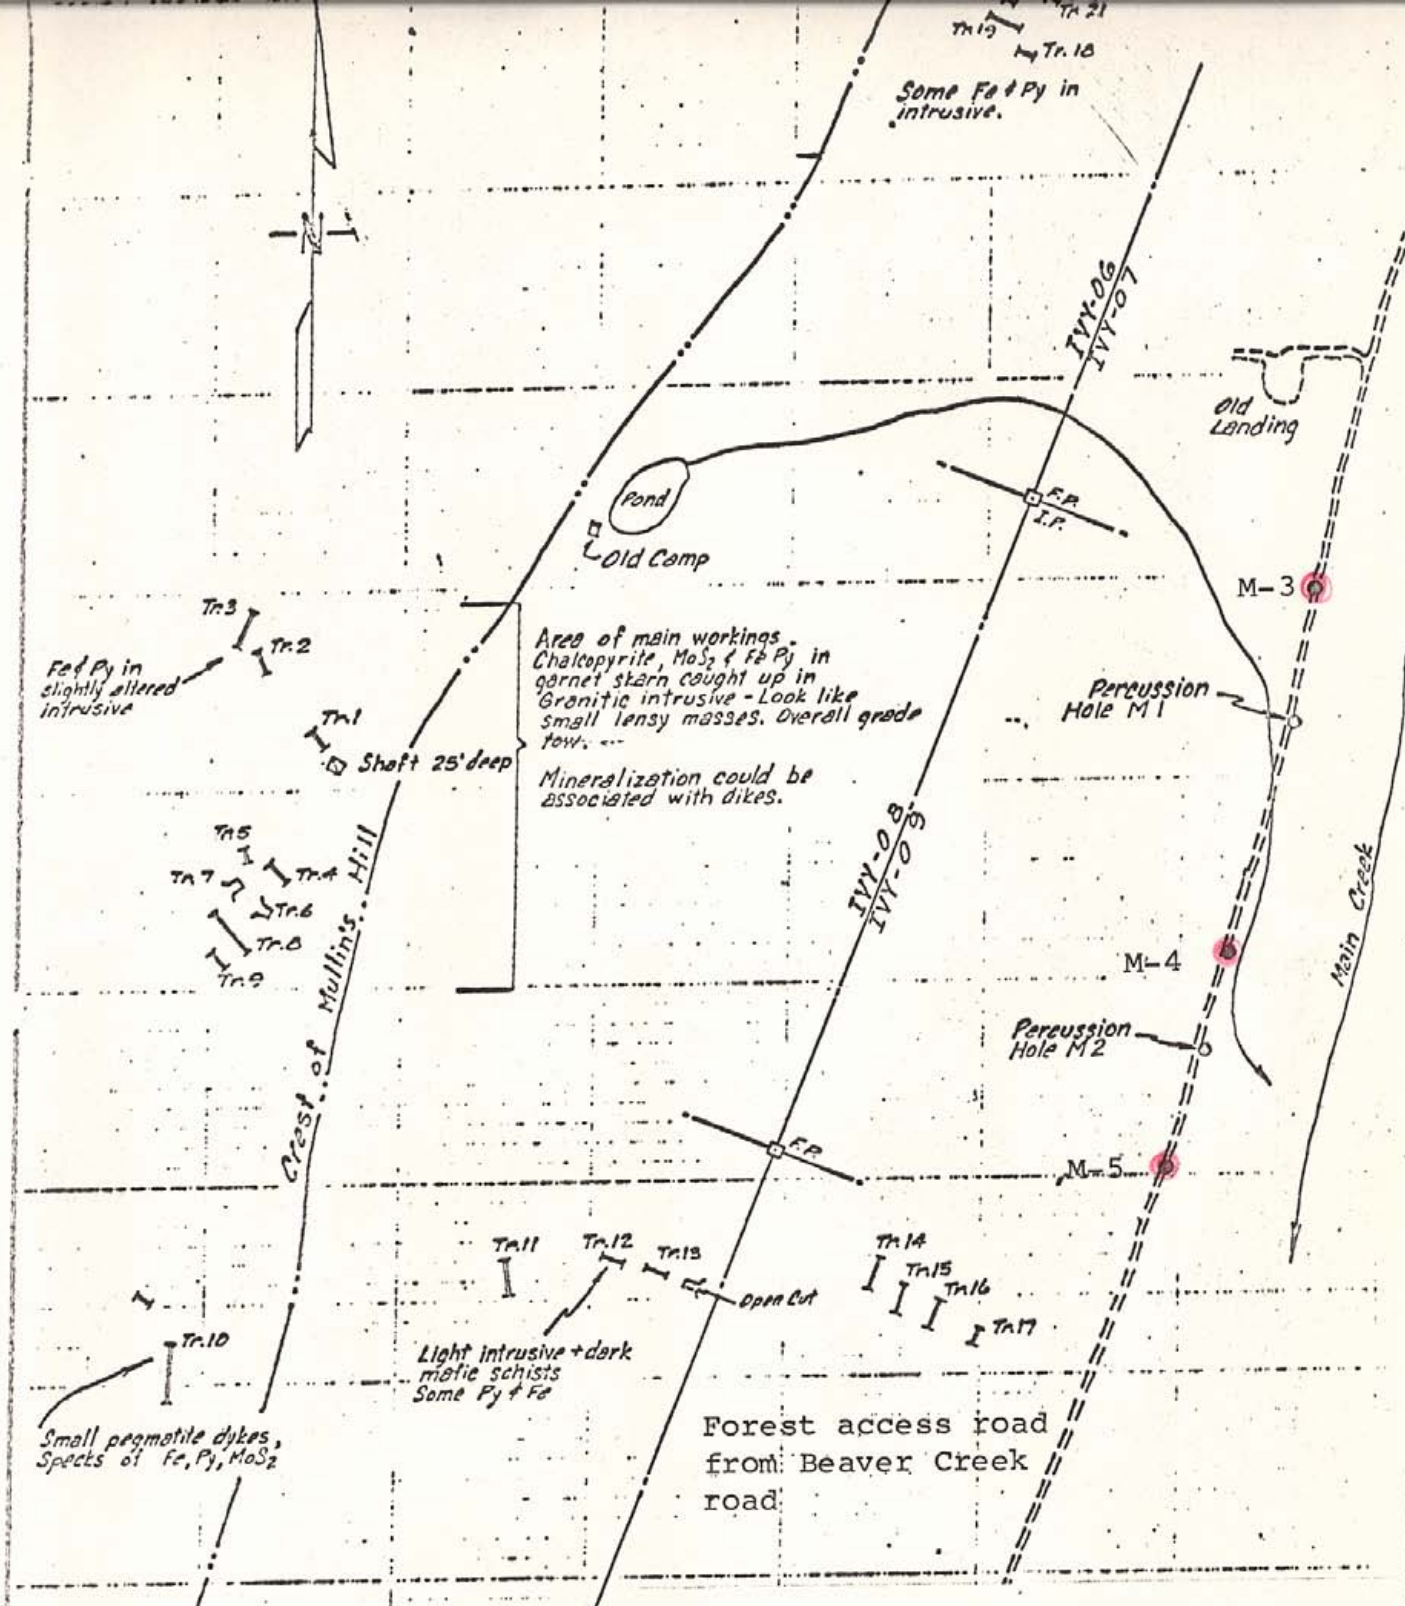 Tr. 21
Tr.19
Tr. 18
Some Fe & Py in
intrusive.
N
IVY-06
IVY-07
Old
Landing
Pond
F.P.
I.P.
Old Camp
M-3
Tr.3
Tr.2
Fe & Py in
slightly altered
intrusive
Area of main workings.
Chalcopyrite, MoS2 & Fe Py in
garnet skarn caught up in
Granitic intrusive - Look like
small lensy masses. Overall grade
low. --
Mineralization could be
associated with dikes.
Percussion
Hole M1
Tr.1
Shaft 25' deep
IVY-08
IVY-09
Tr.5
Tr.7
Tr.4
Tr.6
Tr.8
Tr.9
Crest of Mullin's Hill
Main Creek
M-4
Percussion
Hole M2
F.P.
M-5
Tr.11
Tr.12
Tr.13
Open Cut
Tr.14
Tr.15
Tr.16
Tr.17
Tr.10
Light intrusive + dark
mafic schists
Some Py & Fe
Small pegmatite dykes,
Specks of Fe, Py, MoS2
Forest access road
from Beaver Creek
road